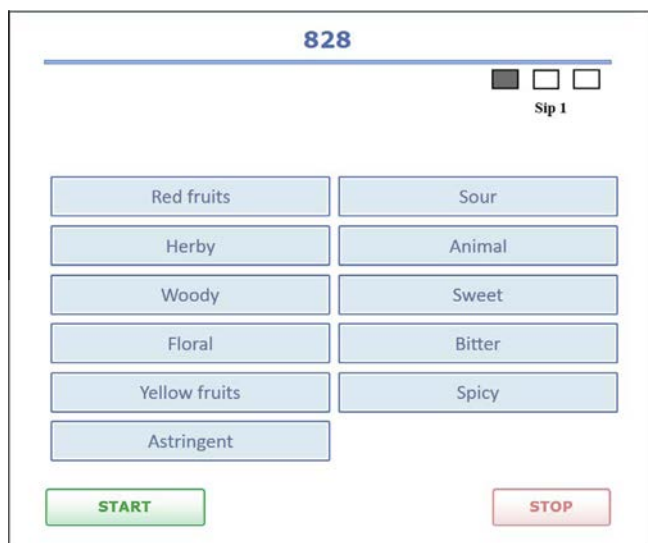 828
Sip 1
Red fruits Sour
Herby Animal
Woody Sweet
Floral Bitter
Yellow fruits Spicy
Astringent
START STOP